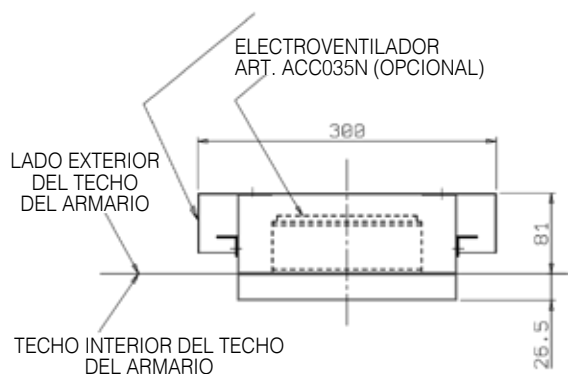 ELECTROVENTILADOR
ART. ACC035N (OPCIONAL)
300
LADO EXTERIOR
DEL TECHO
DEL ARMARIO
81
26.5
TECHO INTERIOR DEL TECHO
DEL ARMARIO